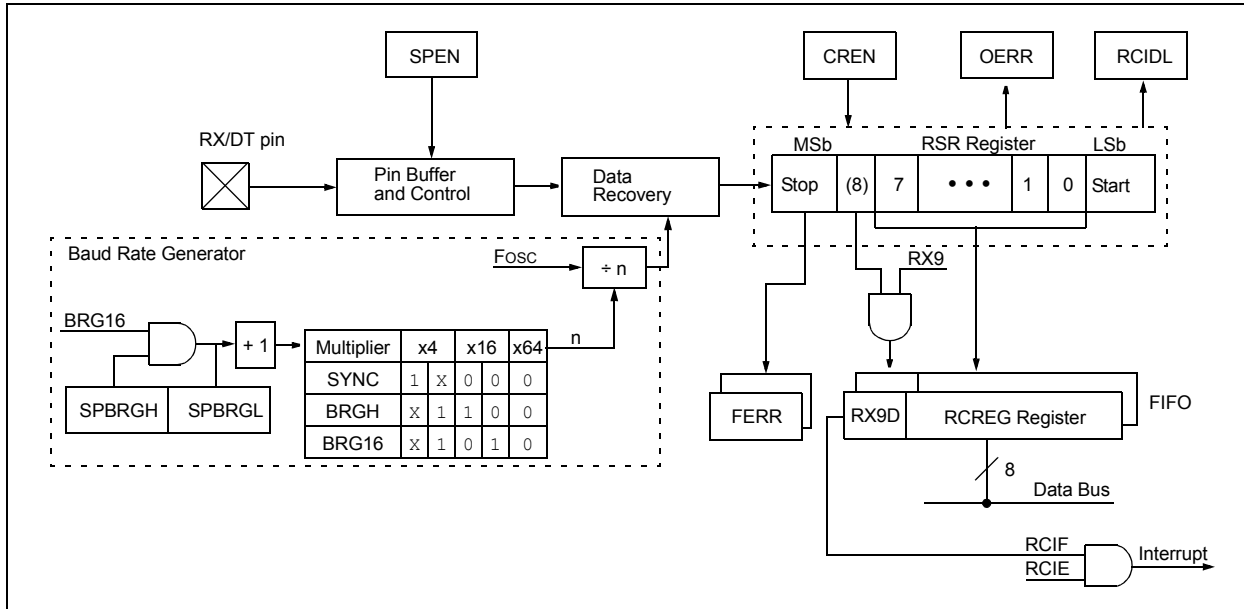 SPEN
CREN
OERR
RCIDL
RX/DT pin
Pin Buffer
and Control
Data
Recovery
MSb
RSR Register
LSb
Stop
(8)
7
• • •
1
0
Start
Baud Rate Generator
FOSC
÷ n
RX9
BRG16
+ 1
n
Multiplier x4 x16 x64
SYNC 1 X 0 0 0
BRGH X 1 1 0 0
BRG16 X 1 0 1 0
SPBRGH
SPBRGL
FERR
RX9D
RCREG Register
FIFO
8
Data Bus
RCIF
RCIE
Interrupt